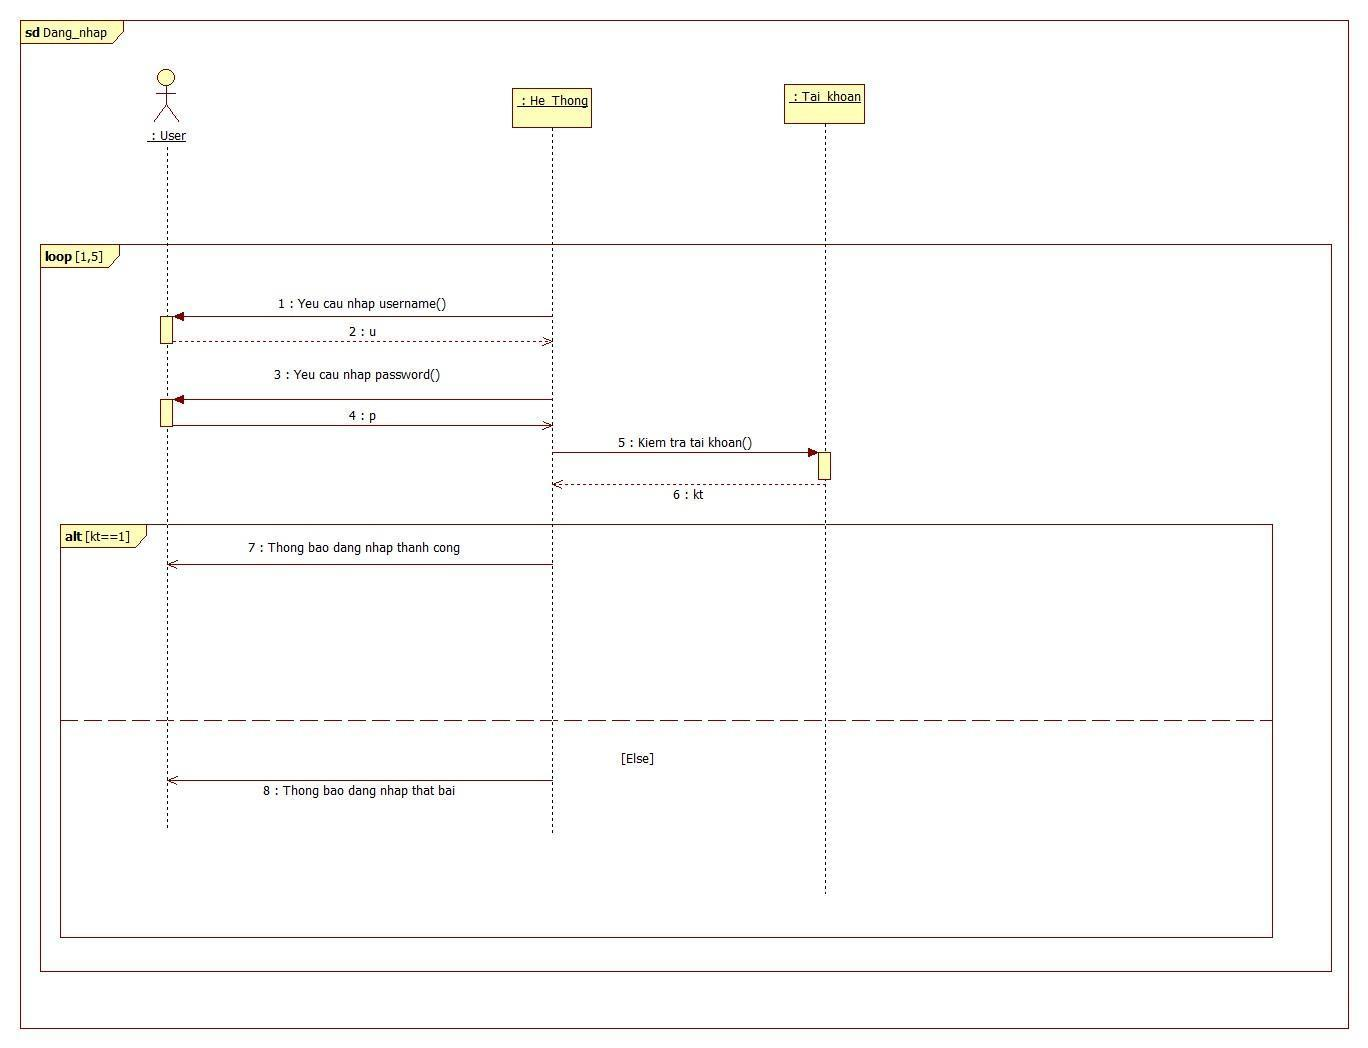 sd Dang_nhap
: User
: He_Thong
: Tai_khoan
loop [1,5]
1 : Yeu cau nhap username()
2 : u
3 : Yeu cau nhap password()
4 : p
5 : Kiem tra tai khoan()
6 : kt
alt [kt==1]
7 : Thong bao dang nhap thanh cong
[Else]
8 : Thong bao dang nhap that bai